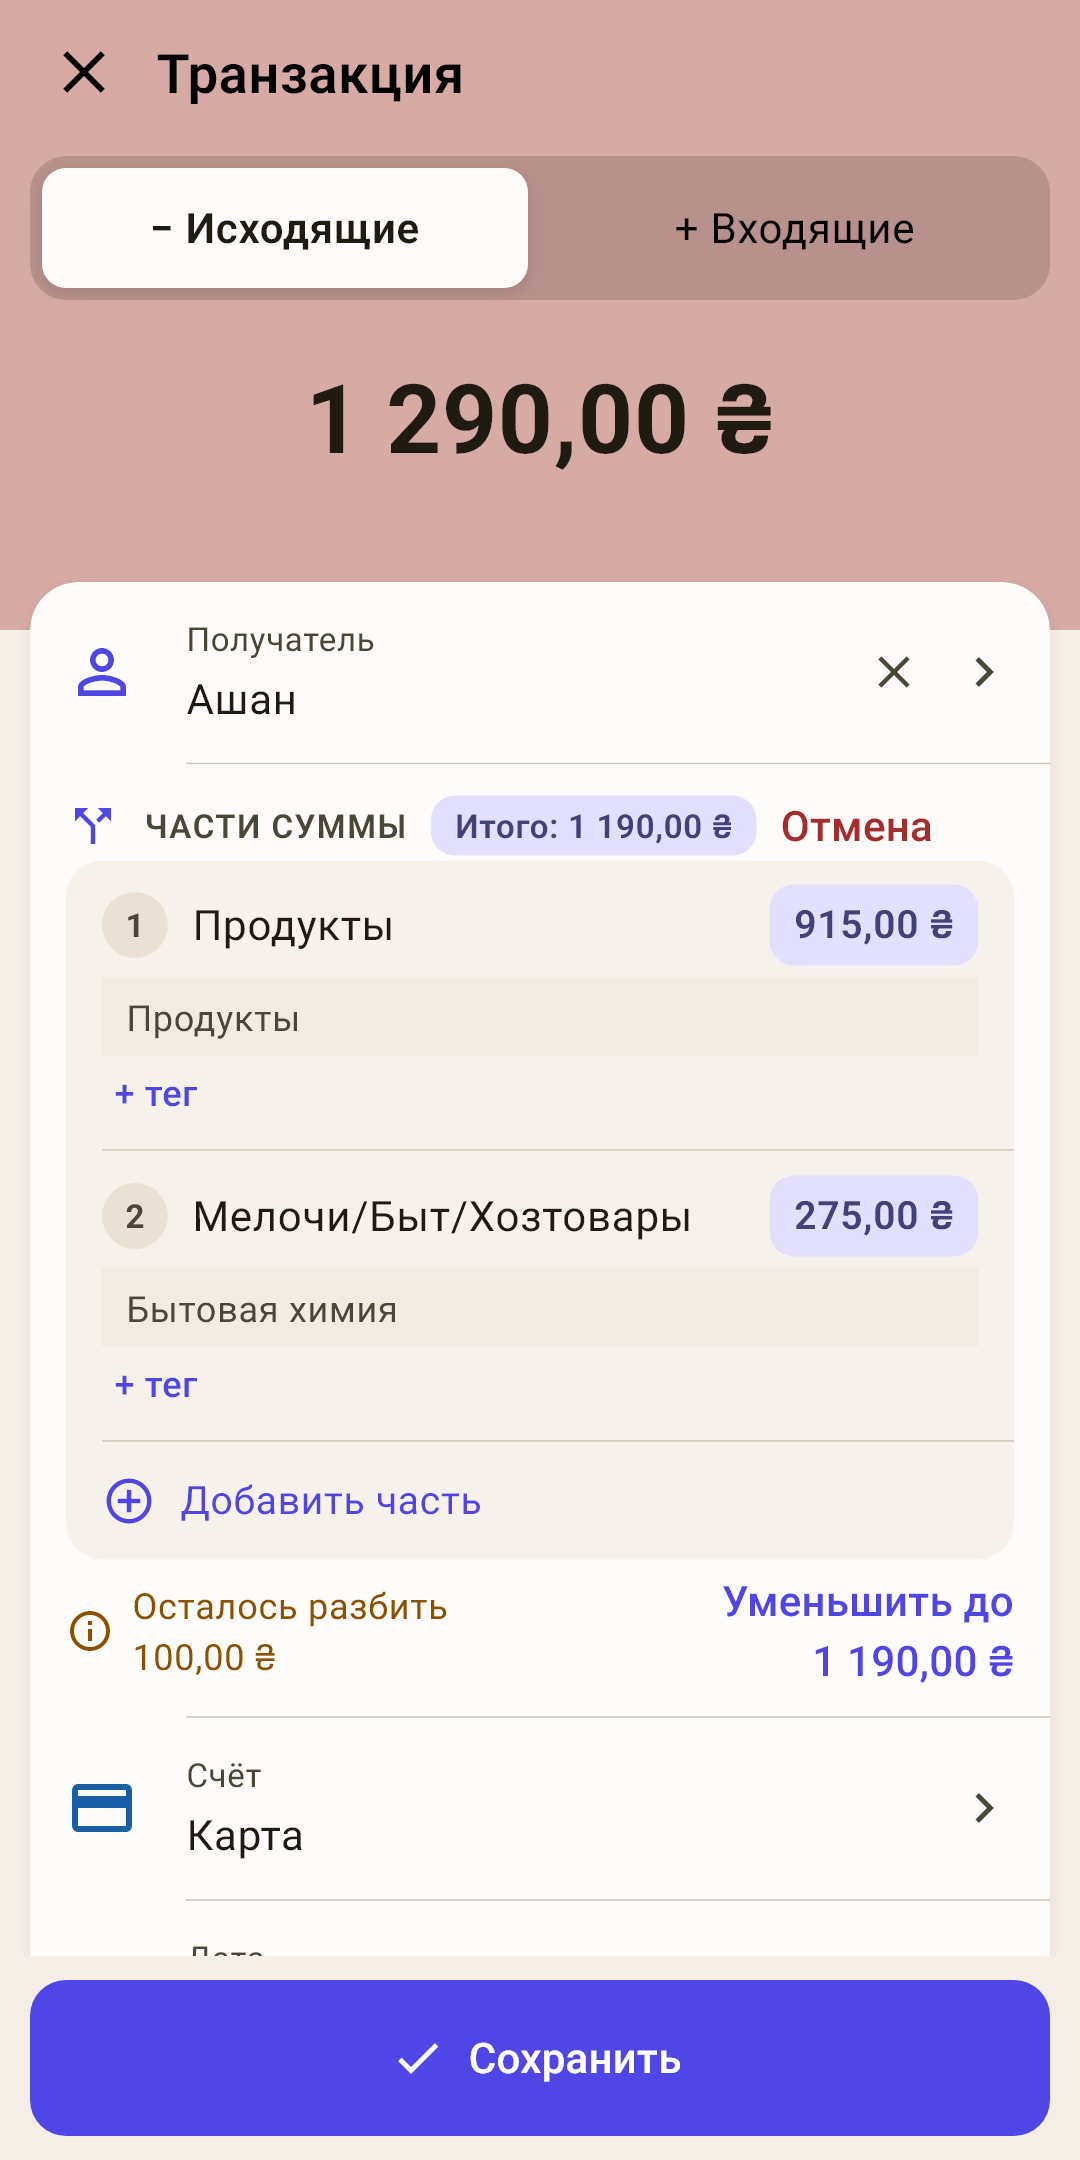 Транзакция
− Исходящие
+ Входящие
1 290,00 ₴
Получатель
Ашан
ЧАСТИ СУММЫ
Итого: 1 190,00 ₴
Отмена
1
Продукты
915,00 ₴
Продукты
+ тег
2
Мелочи/Быт/Хозтовары
275,00 ₴
Бытовая химия
+ тег
Добавить часть
Осталось разбить
100,00 ₴
Уменьшить до
1 190,00 ₴
Счёт
Карта
Дата
Сохранить